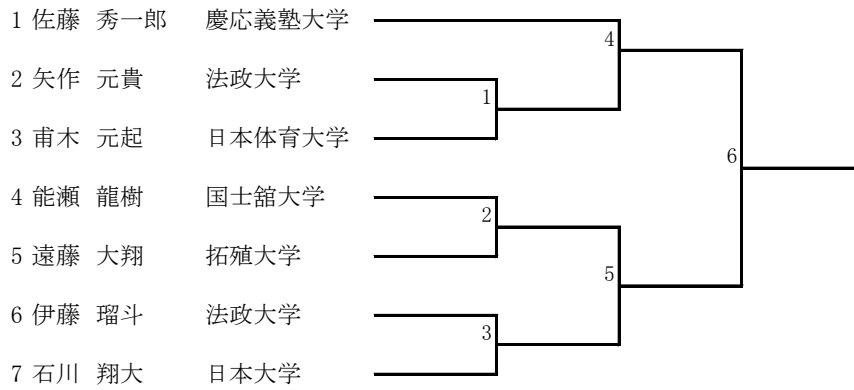 1 佐藤 秀一郎 慶応義塾大学
4
2 矢作 元貴 法政大学
1
3 甫木 元起 日本体育大学
6
4 能瀬 龍樹 国士舘大学
2
5 遠藤 大翔 拓殖大学
5
6 伊藤 瑠斗 法政大学
3
7 石川 翔大 日本大学